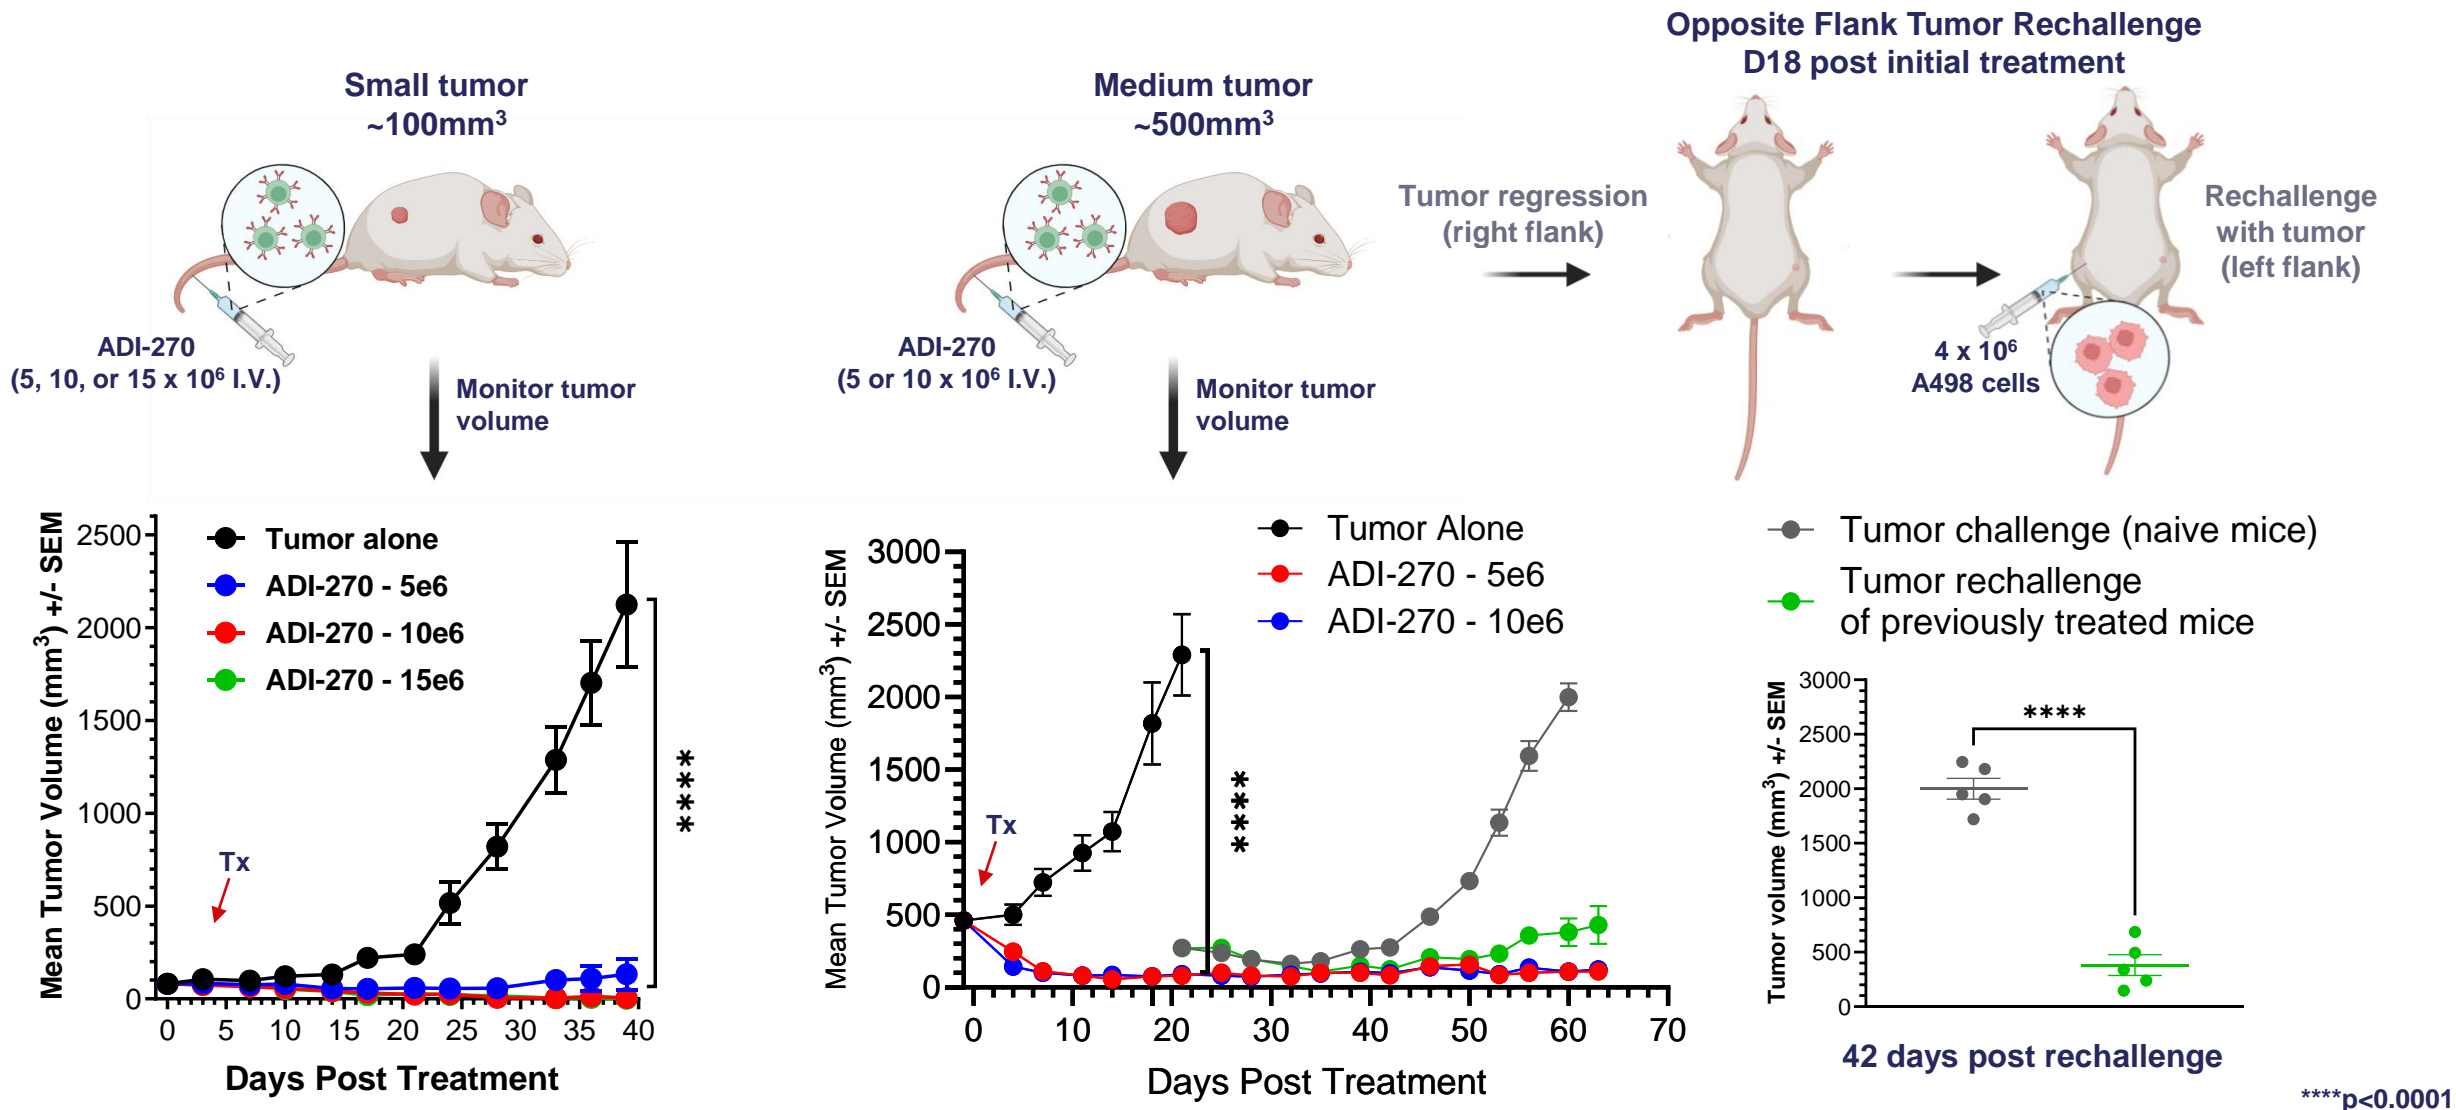 Small tumor
~100mm³
ADI-270
(5, 10, or 15 x 10⁶ I.V.)
Monitor tumor
volume
Medium tumor
~500mm³
ADI-270
(5 or 10 x 10⁶ I.V.)
Monitor tumor
volume
Tumor regression
(right flank)
Opposite Flank Tumor Rechallenge
D18 post initial treatment
Rechallenge
with tumor
(left flank)
4 x 10⁶
A498 cells
Mean Tumor Volume (mm³) +/- SEM
2500
2000
1500
1000
500
0
Tumor alone
ADI-270 - 5e6
ADI-270 - 10e6
ADI-270 - 15e6
Tx
****
0 5 10 15 20 25 30 35 40
Days Post Treatment
Mean Tumor Volume (mm³) +/- SEM
3000
2500
2000
1500
1000
500
0
Tumor Alone
ADI-270 - 5e6
ADI-270 - 10e6
Tx
****
0 10 20 30 40 50 60 70
Days Post Treatment
Tumor challenge (naive mice)
Tumor rechallenge
of previously treated mice
Tumor volume (mm³) +/- SEM
3000
2500
2000
1500
1000
500
0
****
42 days post rechallenge
****p<0.0001